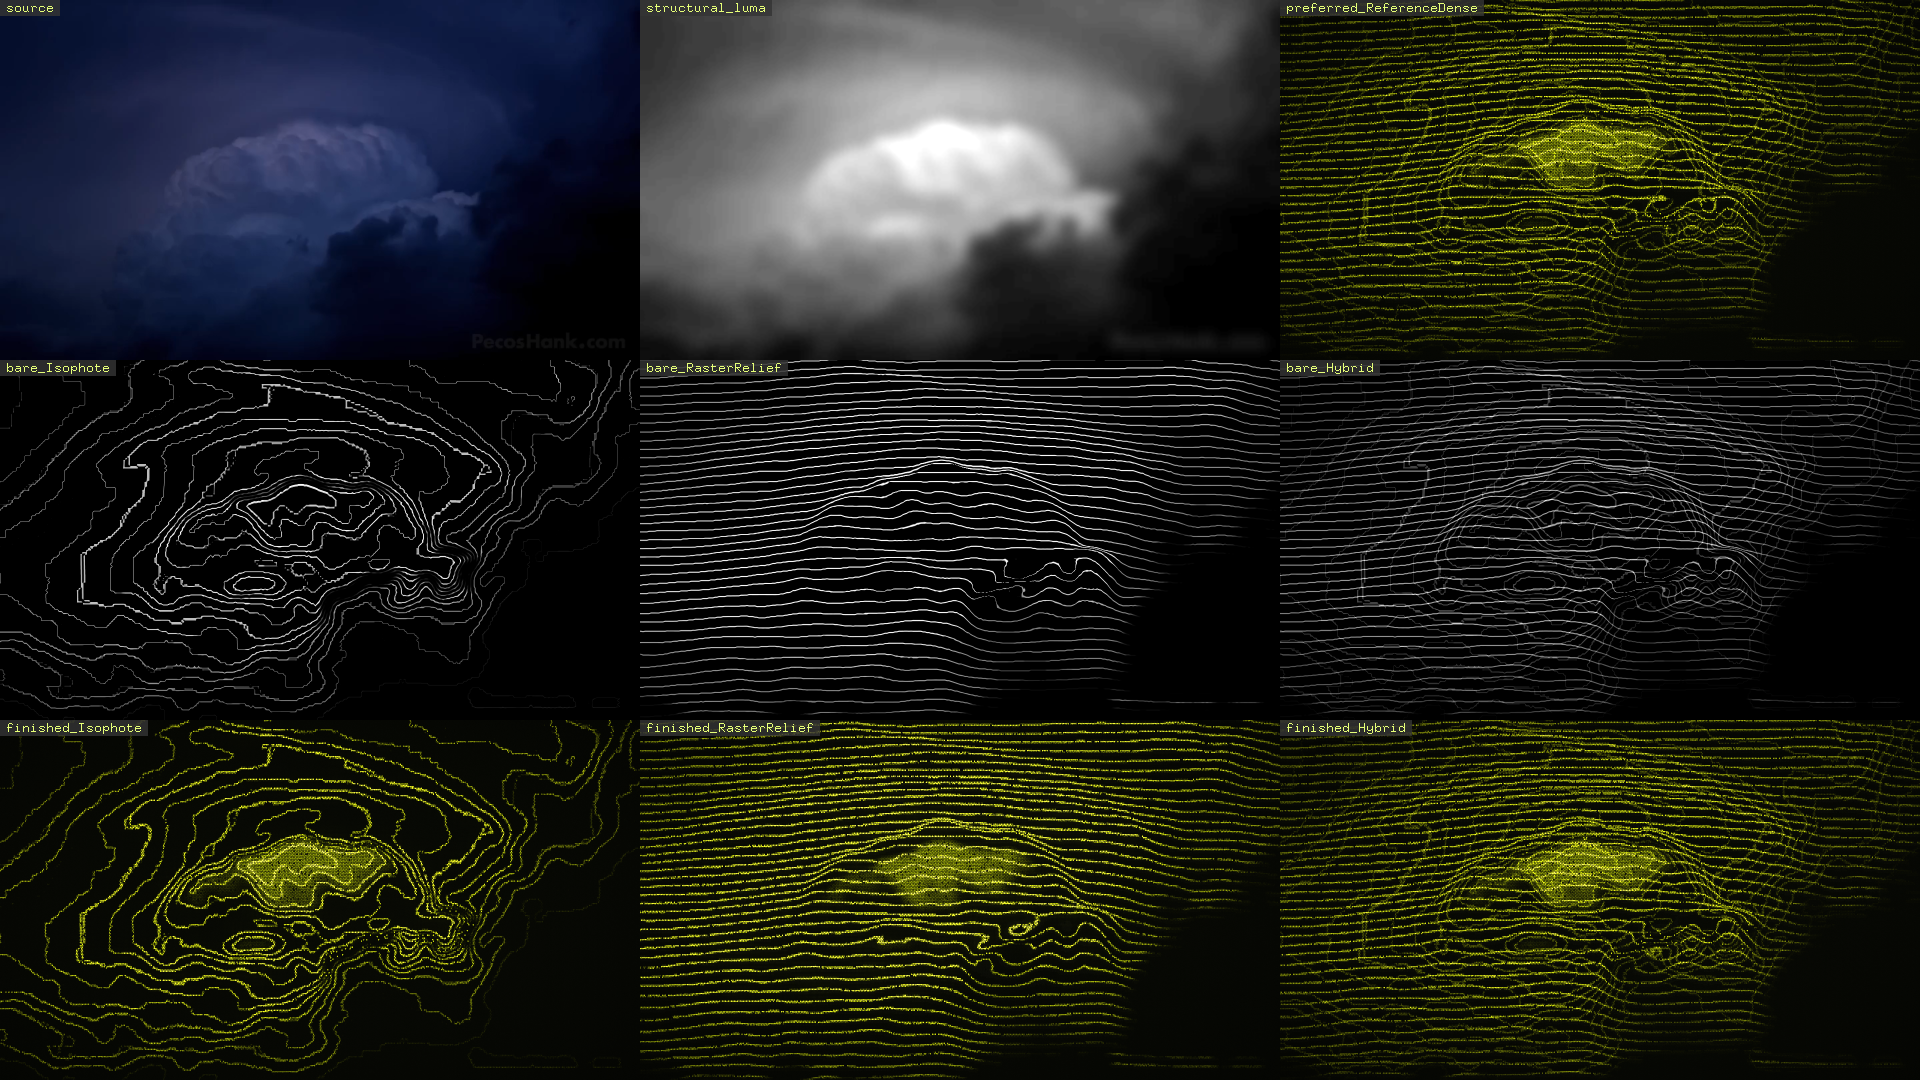 source
structural_luma
preferred_ReferenceDense
PecosHank.com
bare_Isophote
bare_RasterRelief
bare_Hybrid
finished_Isophote
finished_RasterRelief
finished_Hybrid